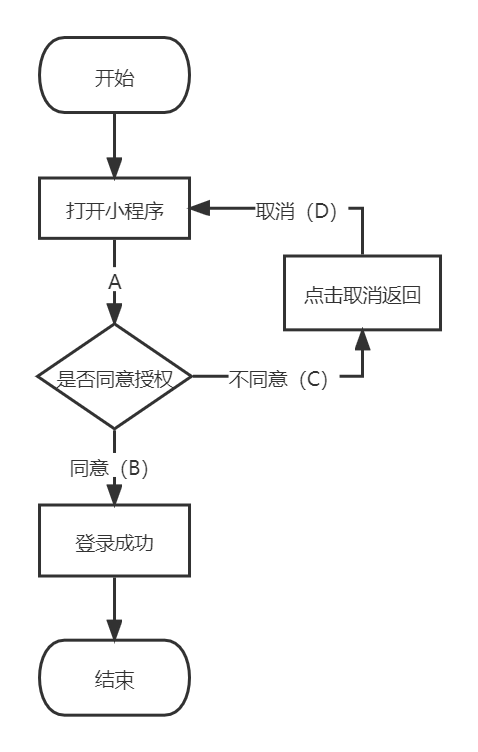 开始
打开小程序
取消（D）
A
点击取消返回
是否同意授权
不同意（C）
同意（B）
登录成功
结束